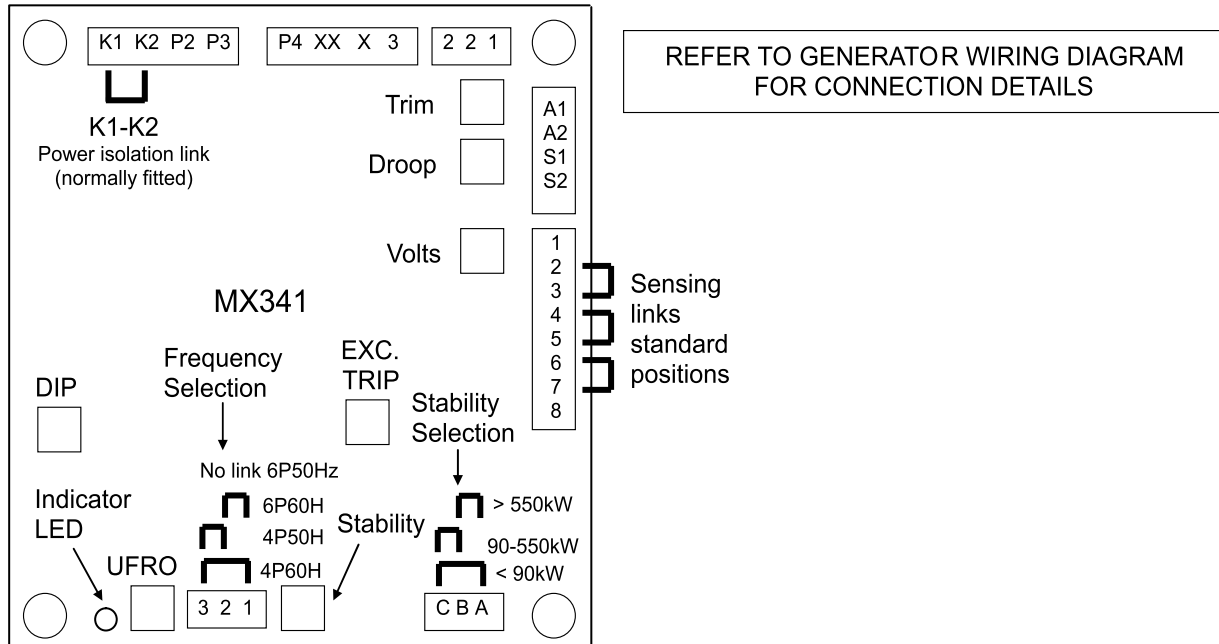 K1 K2 P2 P3
P4 XX X 3
2 2 1
REFER TO GENERATOR WIRING DIAGRAM
FOR CONNECTION DETAILS
K1-K2
Power isolation link
(normally fitted)
Trim
Droop
Volts
A1
A2
S1
S2
1
2
3
4
5
6
7
8
Sensing
links
standard
positions
MX341
Frequency
Selection
EXC.
TRIP
DIP
Stability
Selection
No link 6P50Hz
6P60H
4P50H
4P60H
> 550kW
90-550kW
< 90kW
Indicator
LED
UFRO
Stability
3 2 1
C B A